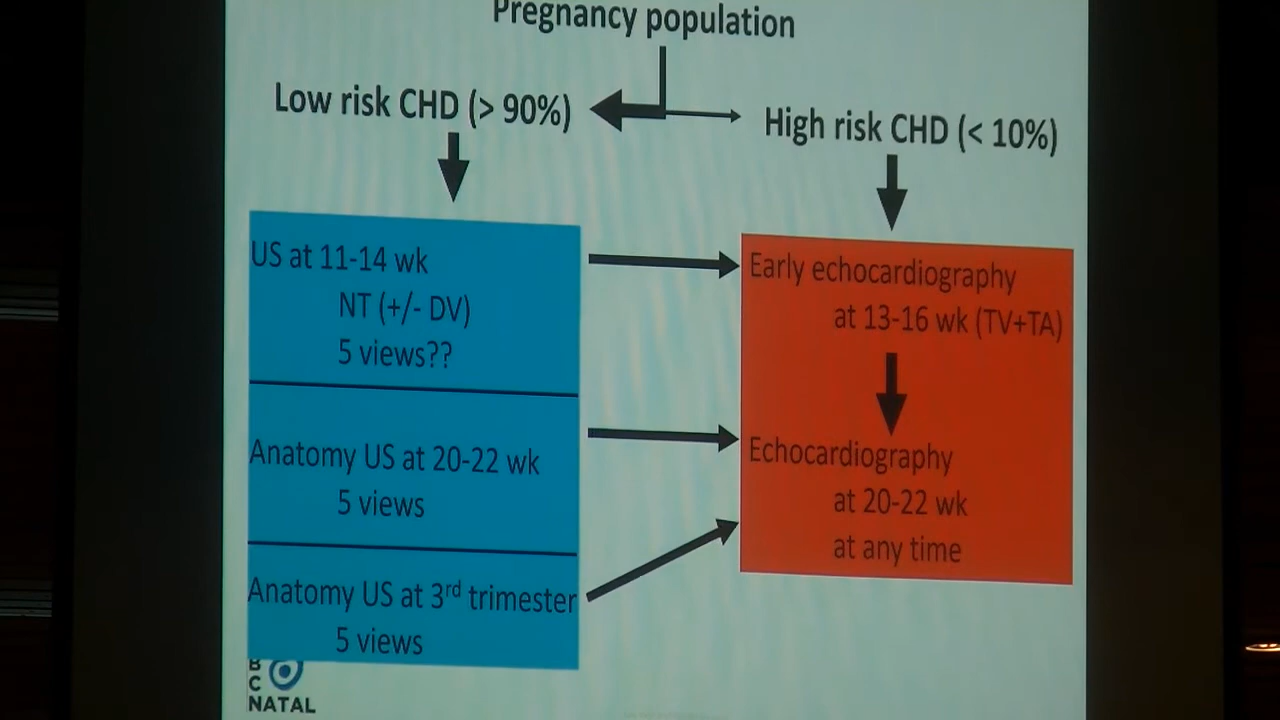 Pregnancy population
Low risk CHD (> 90%)
High risk CHD (< 10%)
US at 11-14 wk
NT (+/- DV)
5 views??
Anatomy US at 20-22 wk
5 views
Anatomy US at 3rd trimester
5 views
Early echocardiography
at 13-16 wk (TV+TA)
Echocardiography
at 20-22 wk
at any time
B
C
NATAL